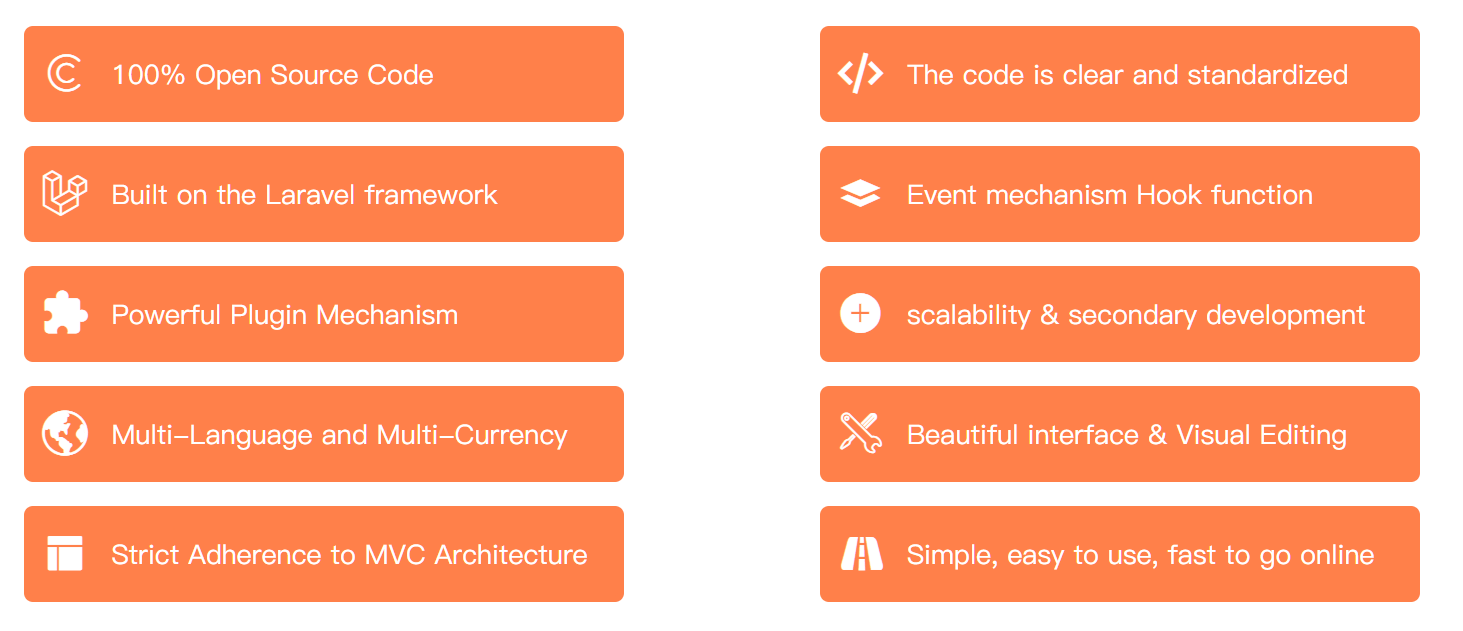 100% Open Source Code
The code is clear and standardized
Built on the Laravel framework
Event mechanism Hook function
Powerful Plugin Mechanism
scalability & secondary development
Multi-Language and Multi-Currency
Beautiful interface & Visual Editing
Strict Adherence to MVC Architecture
Simple, easy to use, fast to go online